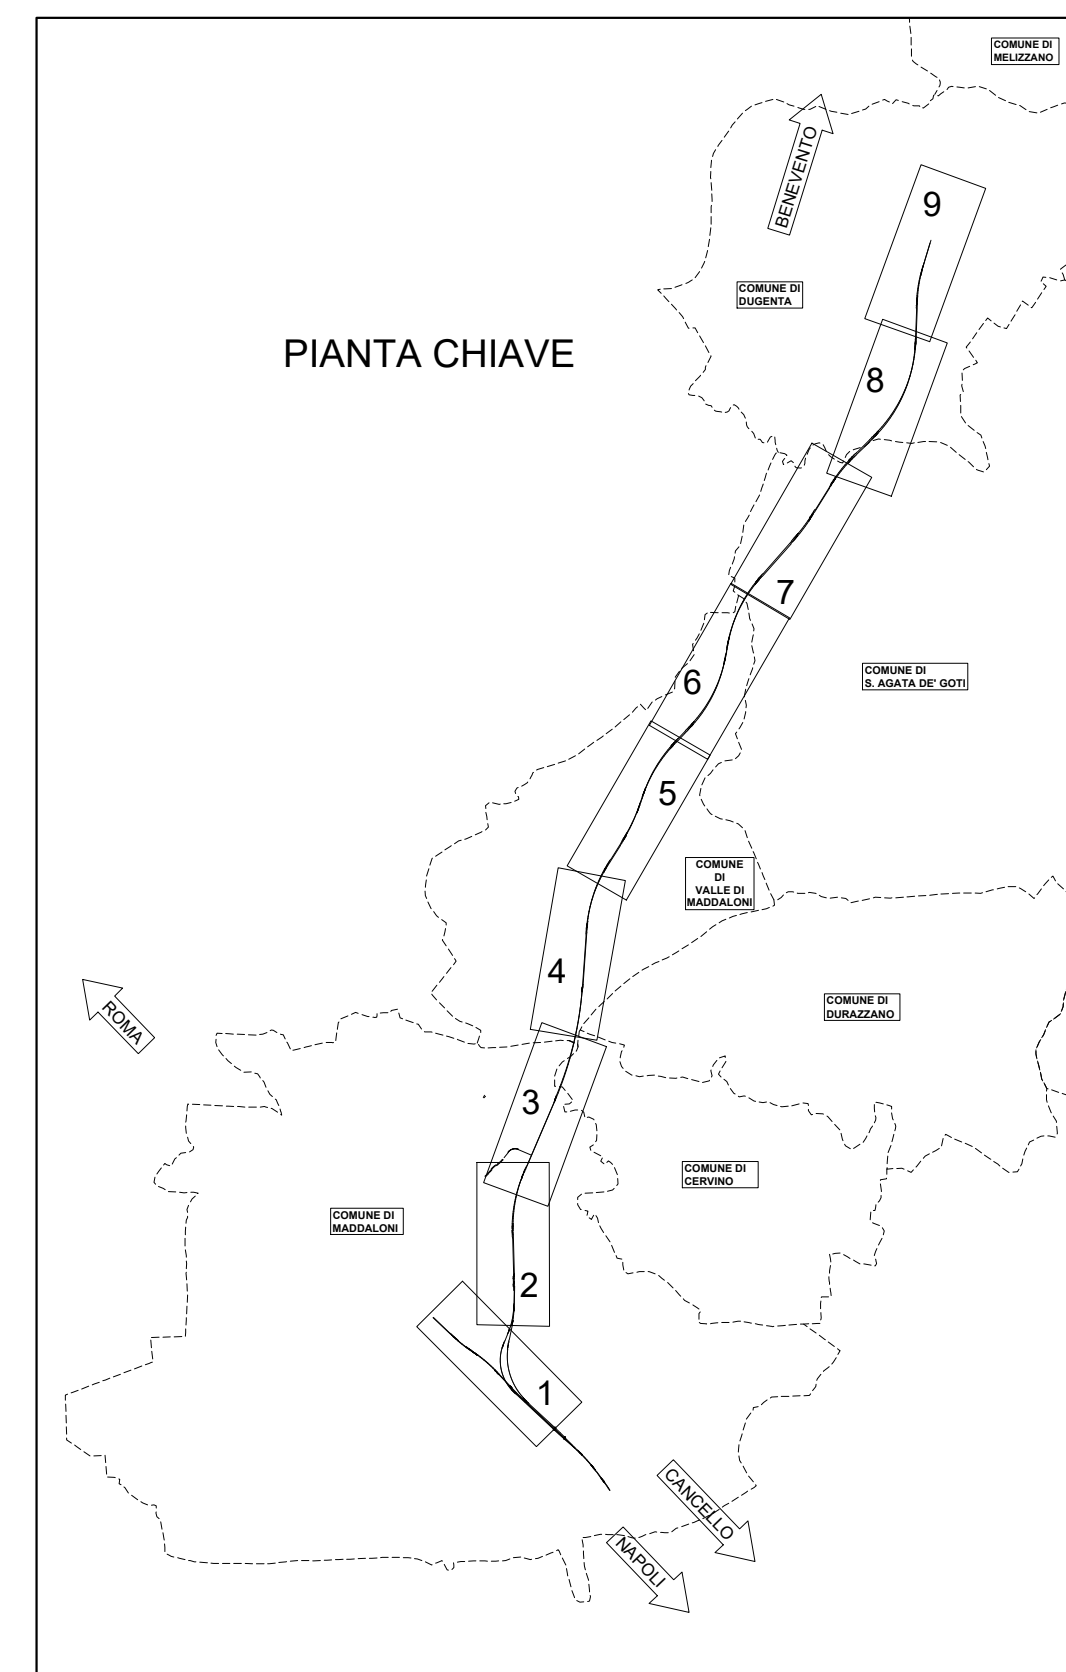 COMUNE DI
MELIZZANO
BENEVENTO
9
COMUNE DI
DUGENTA
PIANTA CHIAVE
8
7
COMUNE DI
S. AGATA DE' GOTI
6
5
COMUNE
DI
VALLE DI
MADDALONI
4
ROMA
COMUNE DI
DURAZZANO
3
COMUNE DI
CERVINO
COMUNE DI
MADDALONI
2
1
CANCELLO
NAPOLI